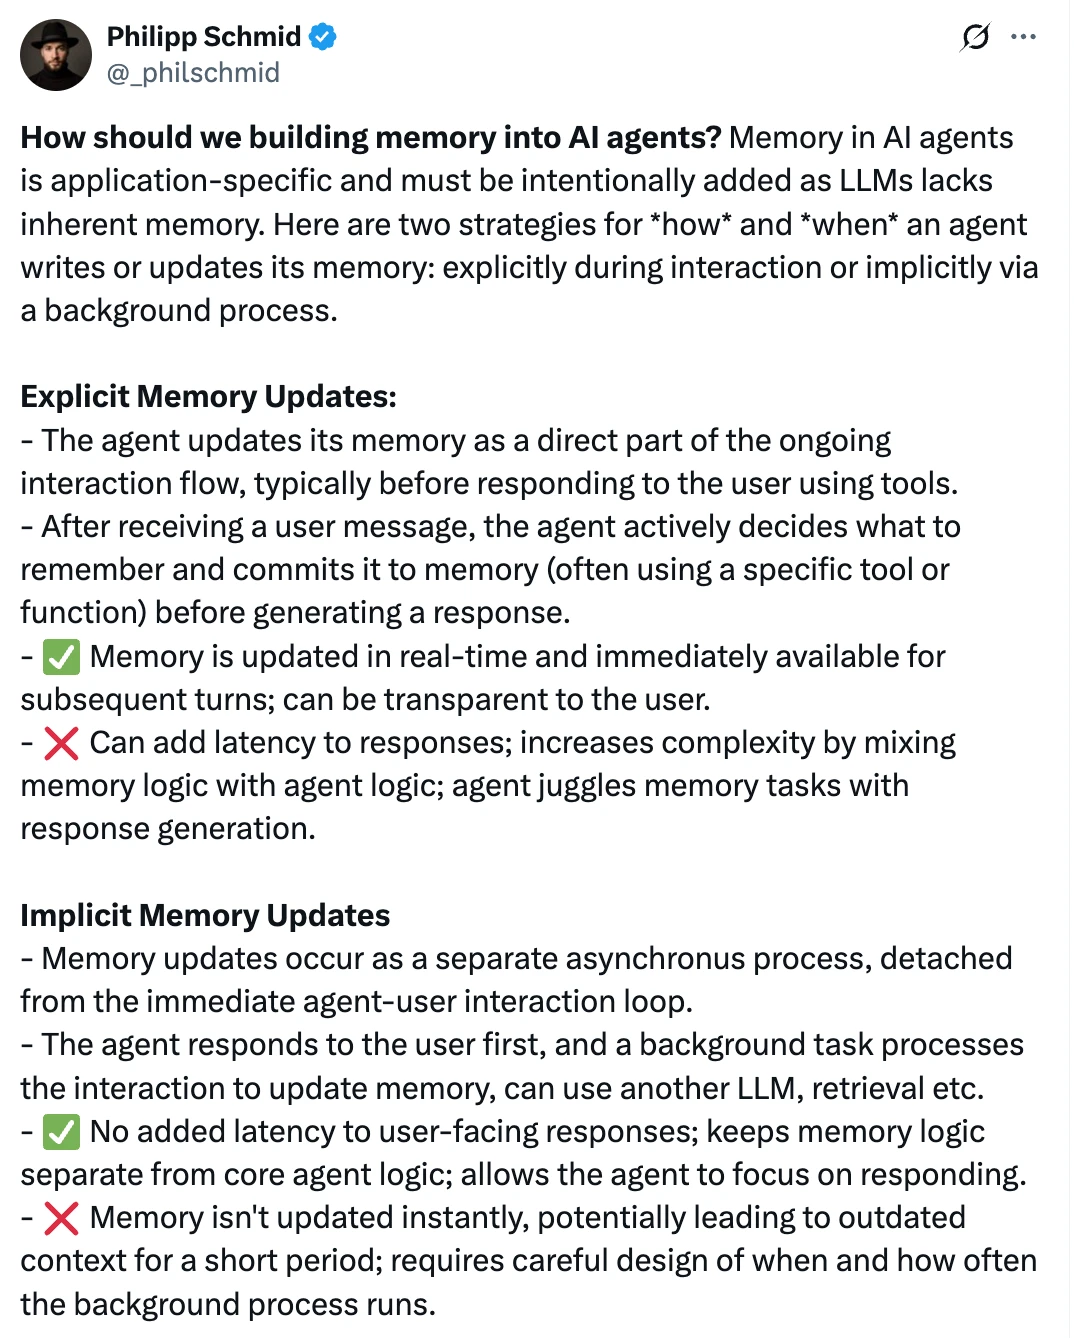 Philipp Schmid
@_philschmid
How should we building memory into AI agents? Memory in AI agents
is application-specific and must be intentionally added as LLMs lacks
inherent memory. Here are two strategies for *how* and *when* an agent
writes or updates its memory: explicitly during interaction or implicitly via
a background process.
Explicit Memory Updates:
- The agent updates its memory as a direct part of the ongoing
interaction flow, typically before responding to the user using tools.
- After receiving a user message, the agent actively decides what to
remember and commits it to memory (often using a specific tool or
function) before generating a response.
- ✅ Memory is updated in real-time and immediately available for
subsequent turns; can be transparent to the user.
- ❌ Can add latency to responses; increases complexity by mixing
memory logic with agent logic; agent juggles memory tasks with
response generation.
Implicit Memory Updates
- Memory updates occur as a separate asynchronus process, detached
from the immediate agent-user interaction loop.
- The agent responds to the user first, and a background task processes
the interaction to update memory, can use another LLM, retrieval etc.
- ✅ No added latency to user-facing responses; keeps memory logic
separate from core agent logic; allows the agent to focus on responding.
- ❌ Memory isn't updated instantly, potentially leading to outdated
context for a short period; requires careful design of when and how often
the background process runs.